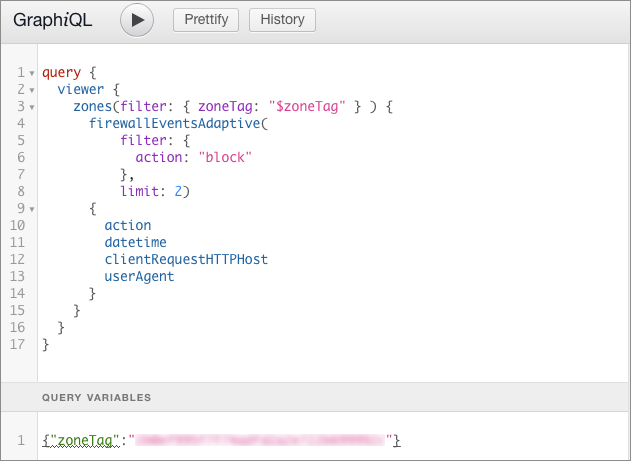 GraphiQL Prettify History
1 query {
2 viewer {
3 zones(filter: { zoneTag: "$zoneTag" } ) {
4 firewallEventsAdaptive(
5 filter: {
6 action: "block"
7 },
8 limit: 2)
9 {
10 action
11 datetime
12 clientRequestHTTPHost
13 userAgent
14 }
15 }
16 }
17 }
QUERY VARIABLES
1 {"zoneTag":""}